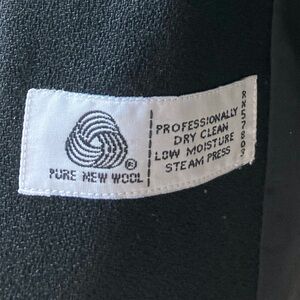 PURE NEW WOOL
®
PROFESSIONALLY
DRY CLEAN
LOW MOISTURE
STEAM PRESS
RN57803